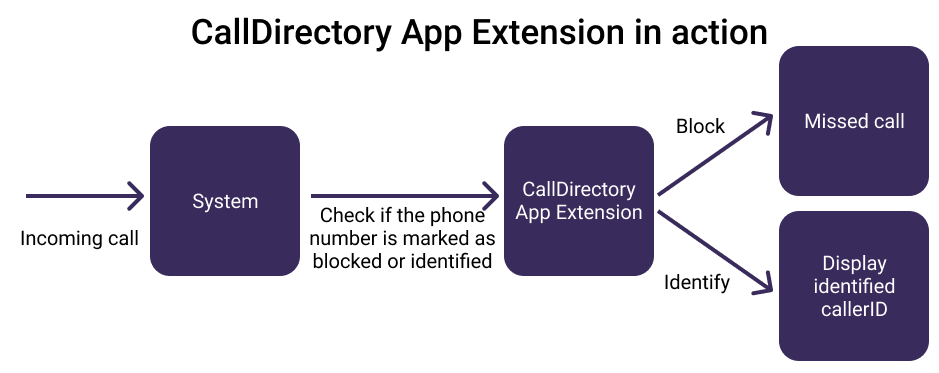 CallDirectory App Extension in action
Incoming call
System
Check if the phone
number is marked as
blocked or identified
CallDirectory
App Extension
Block
Missed call
Identify
Display
identified
callerID